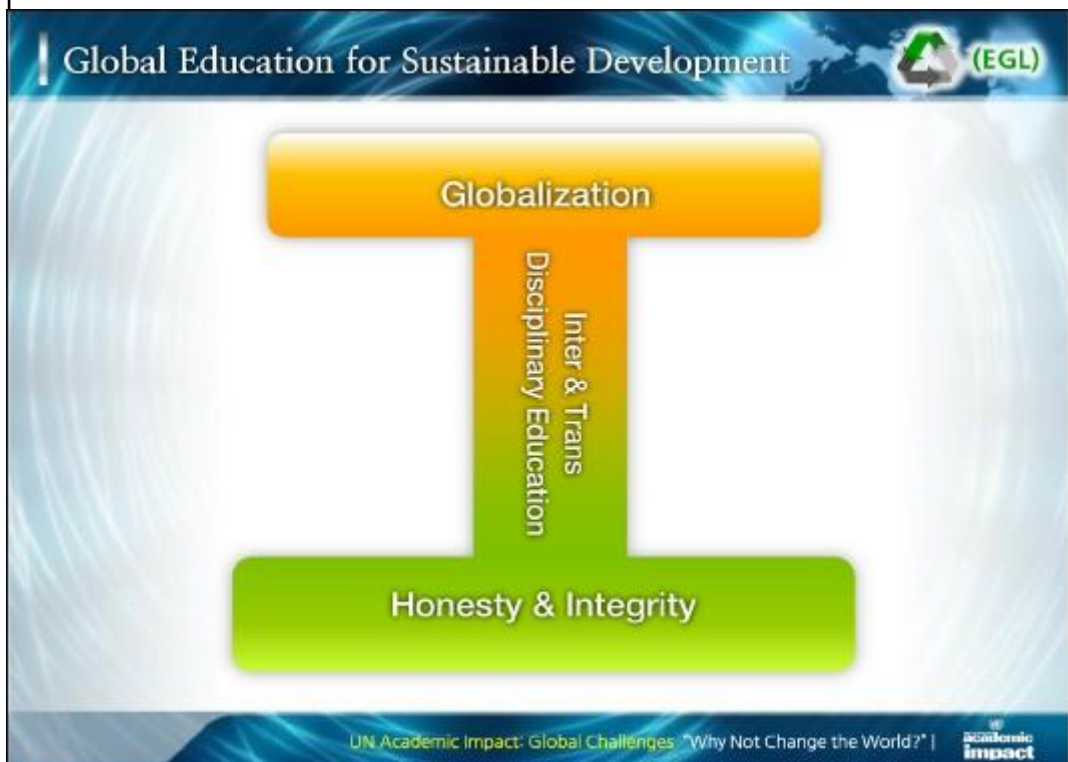 Global Education for Sustainable Development
(EGL)
Globalization
Inter & Trans
Disciplinary Education
Honesty & Integrity
UN Academic Impact: Global Challenges "Why Not Change the World?" |
academic
impact